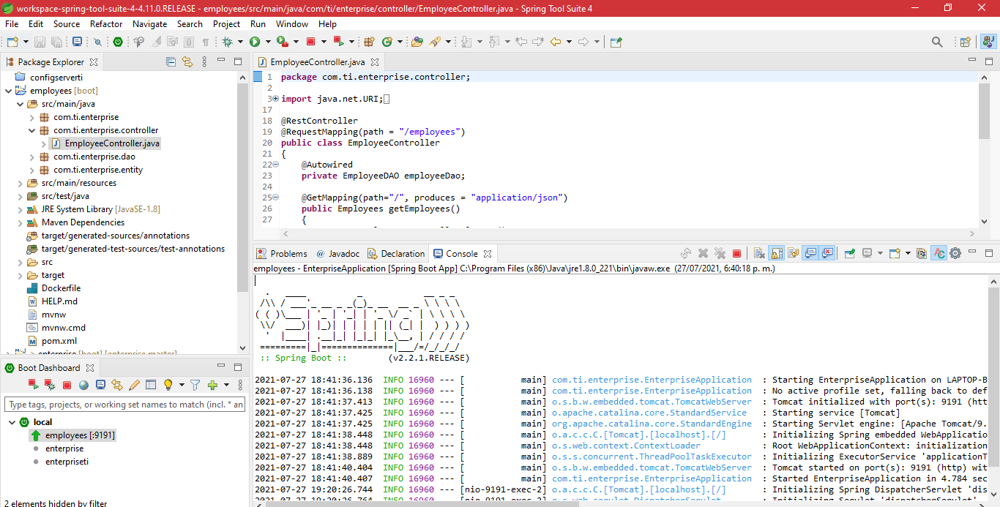 workspace-spring-tool-suite-4-4.11.0.RELEASE - employees/src/main/java/com/ti/enterprise/controller/EmployeeController.java - Spring Tool Suite 4
File Edit Source Refactor Navigate Search Project Run Window Help
Package Explorer
configserverti
employees [boot]
src/main/java
com.ti.enterprise
com.ti.enterprise.controller
EmployeeController.java
com.ti.enterprise.dao
com.ti.enterprise.entity
src/main/resources
src/test/java
JRE System Library [JavaSE-1.8]
Maven Dependencies
target/generated-sources/annotations
target/generated-test-sources/test-annotations
src
target
Dockerfile
HELP.md
mvnw
mvnw.cmd
pom.xml
enterprise [boot] [enterprise master]
Boot Dashboard
Type tags, projects, or working set names to match (incl. * an
local
employees [:9191]
enterprise
enterpriseti
2 elements hidden by filter
EmployeeController.java
1 package com.ti.enterprise.controller;
2
3 import java.net.URI;
17
18 @RestController
19 @RequestMapping(path = "/employees")
20 public class EmployeeController
21 {
22 @Autowired
23 private EmployeeDAO employeeDao;
24
25 @GetMapping(path="/", produces = "application/json")
26 public Employees getEmployees()
27 {
Problems @ Javadoc Declaration Console
employees - EnterpriseApplication [Spring Boot App] C:\Program Files (x86)\Java\jre1.8.0_221\bin\javaw.exe (27/07/2021, 6:40:18 p. m.)
Spring
:: Spring Boot :: (v2.2.1.RELEASE)
2021-07-27 18:41:36.136 INFO 16960 --- [ main] com.ti.enterprise.EnterpriseApplication : Starting EnterpriseApplication on LAPTOP-B
2021-07-27 18:41:36.138 INFO 16960 --- [ main] com.ti.enterprise.EnterpriseApplication : No active profile set, falling back to def
2021-07-27 18:41:37.413 INFO 16960 --- [ main] o.s.b.w.embedded.tomcat.TomcatWebServer : Tomcat initialized with port(s): 9191 (htt
2021-07-27 18:41:37.425 INFO 16960 --- [ main] o.apache.catalina.core.StandardService : Starting service [Tomcat]
2021-07-27 18:41:37.425 INFO 16960 --- [ main] org.apache.catalina.core.StandardEngine : Starting Servlet engine: [Apache Tomcat/9.
2021-07-27 18:41:38.448 INFO 16960 --- [ main] o.a.c.c.C.[Tomcat].[localhost].[/] : Initializing Spring embedded WebApplicatio
2021-07-27 18:41:38.448 INFO 16960 --- [ main] o.s.web.context.ContextLoader : Root WebApplicationContext: initialization
2021-07-27 18:41:38.889 INFO 16960 --- [ main] o.s.s.concurrent.ThreadPoolTaskExecutor : Initializing ExecutorService 'applicationT
2021-07-27 18:41:40.404 INFO 16960 --- [ main] o.s.b.w.embedded.tomcat.TomcatWebServer : Tomcat started on port(s): 9191 (http) wit
2021-07-27 18:41:40.407 INFO 16960 --- [ main] com.ti.enterprise.EnterpriseApplication : Started EnterpriseApplication in 4.784 sec
2021-07-27 19:20:26.744 INFO 16960 --- [nio-9191-exec-2] o.a.c.c.C.[Tomcat].[localhost].[/] : Initializing Spring DispatcherServlet 'dis
2021-07-27 19:20:26.764 INFO 16960 --- [nio-9191-exec-2] o.s.web.servlet.DispatcherServlet : Initializing Servlet 'dispatcherServlet'